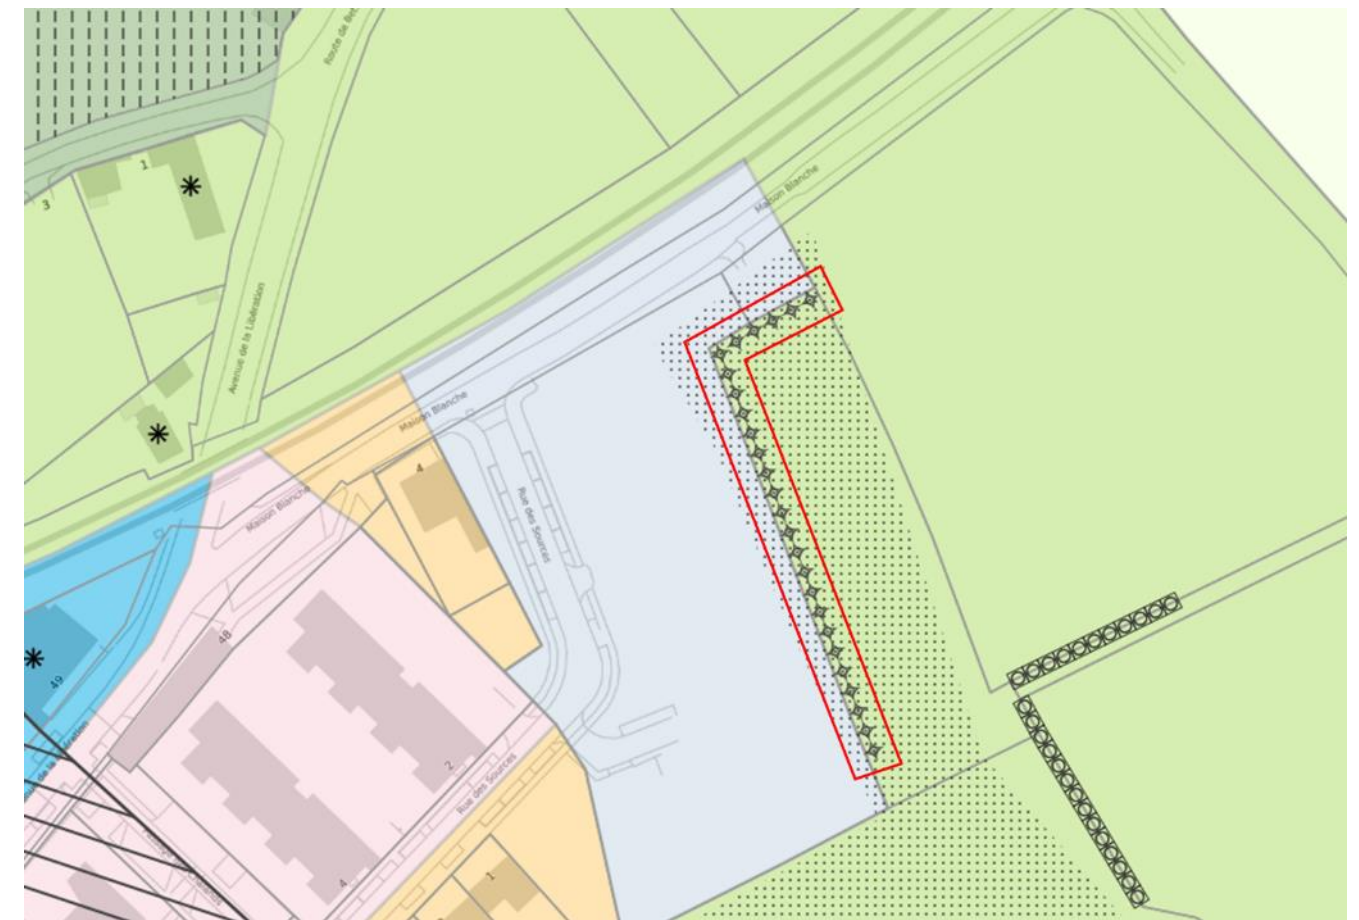 Route de Bet
1
3
Maison Blanche
Avenue de la Libération
Maison Blanche
4
Rue des Sources
Maison Blanche
48
49
2
Rue des Sources
4
1